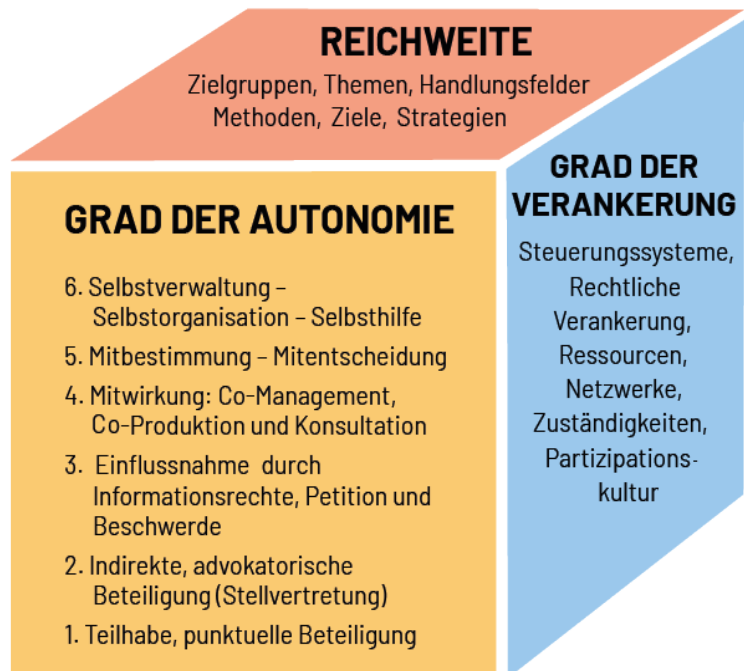 REICHWEITE
Zielgruppen, Themen, Handlungsfelder
Methoden, Ziele, Strategien
GRAD DER AUTONOMIE
6. Selbstverwaltung –
Selbstorganisation – Selbsthilfe
5. Mitbestimmung – Mitentscheidung
4. Mitwirkung: Co-Management,
Co-Produktion und Konsultation
3. Einflussnahme durch
Informationsrechte, Petition und
Beschwerde
2. Indirekte, advokatorische
Beteiligung (Stellvertretung)
1. Teilhabe, punktuelle Beteiligung
GRAD DER
VERANKERUNG
Steuerungssysteme,
Rechtliche
Verankerung,
Ressourcen,
Netzwerke,
Zuständigkeiten,
Partizipations-
kultur